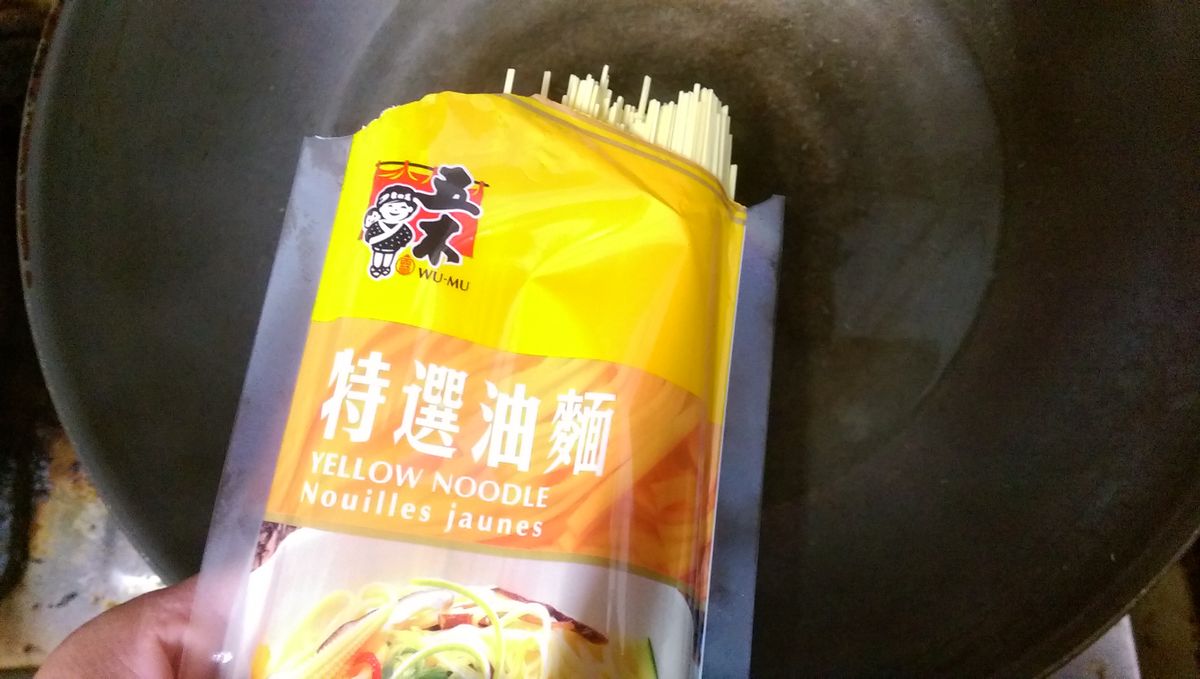 五木
WU-MU
特選油麵
YELLOW NOODLE
Nouilles jaunes